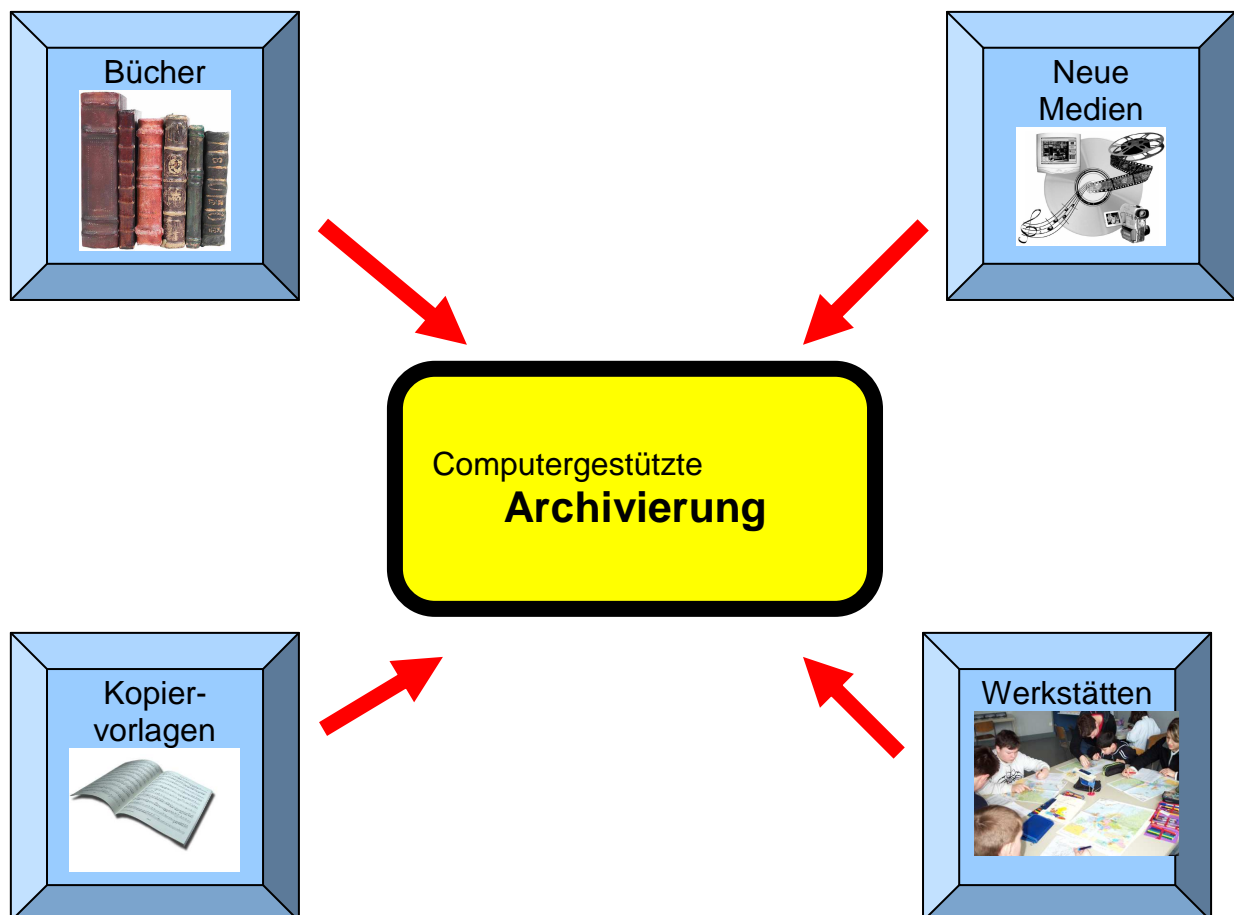 Bücher
Neue
Medien
Computergestützte
Archivierung
Kopier-
vorlagen
Werkstätten